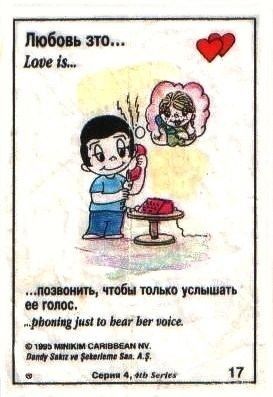 Любовь зто...
Love is...
...позвонить, чтобы только услышать
ее голос.
...phoning just to hear her voice.
© 1995 MINIKIM CARIBBEAN NV.
Dandy Sakız ve Şekerleme San. A.Ş.
Серия 4, 4th Series
17